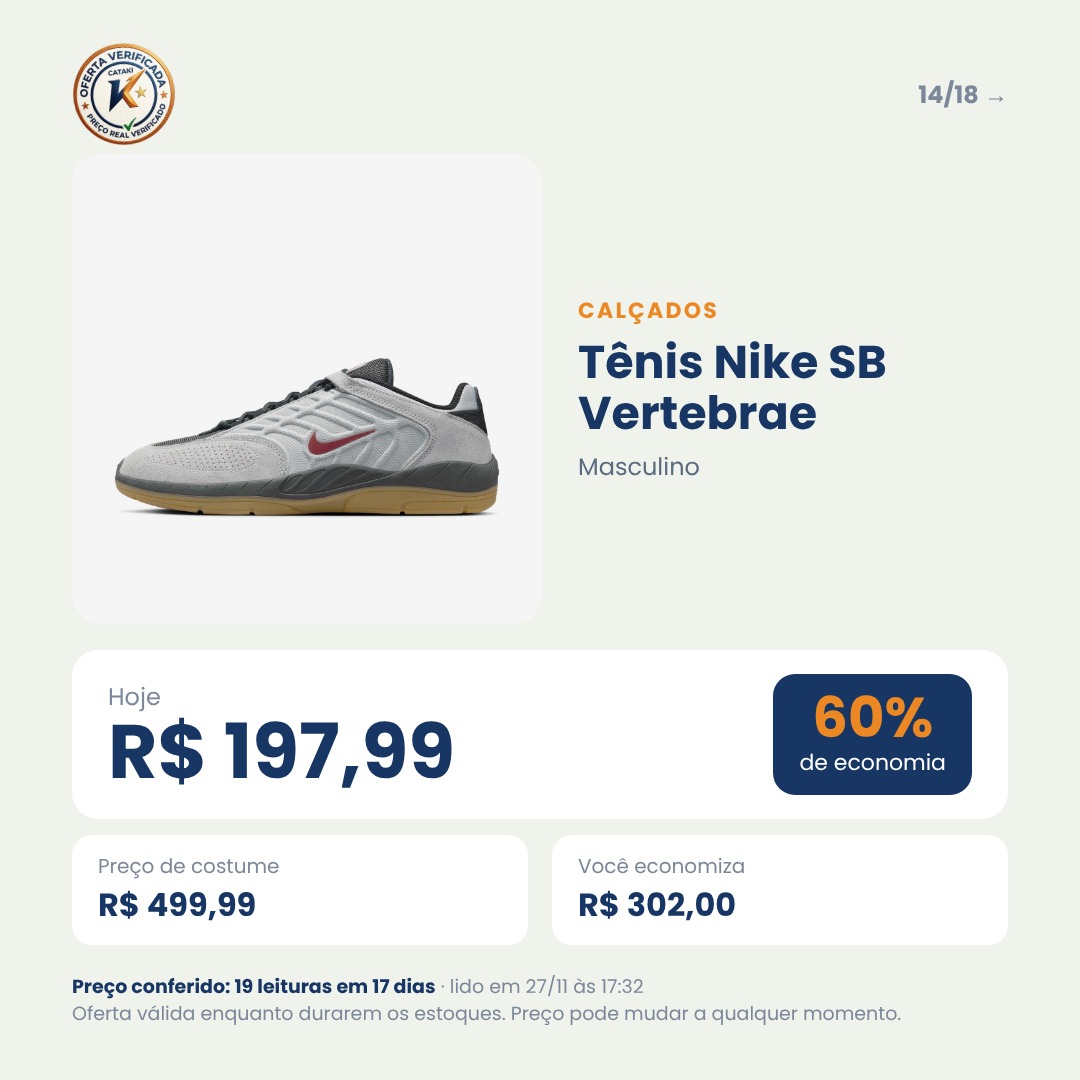 OFERTA VERIFICADA
CATAKI
K
PREÇO REAL VERIFICADO
14/18 →
CALÇADOS
Tênis Nike SB
Vertebrae
Masculino
Hoje
R$ 197,99
60%
de economia
Preço de costume
R$ 499,99
Você economiza
R$ 302,00
Preço conferido: 19 leituras em 17 dias · lido em 27/11 às 17:32
Oferta válida enquanto durarem os estoques. Preço pode mudar a qualquer momento.